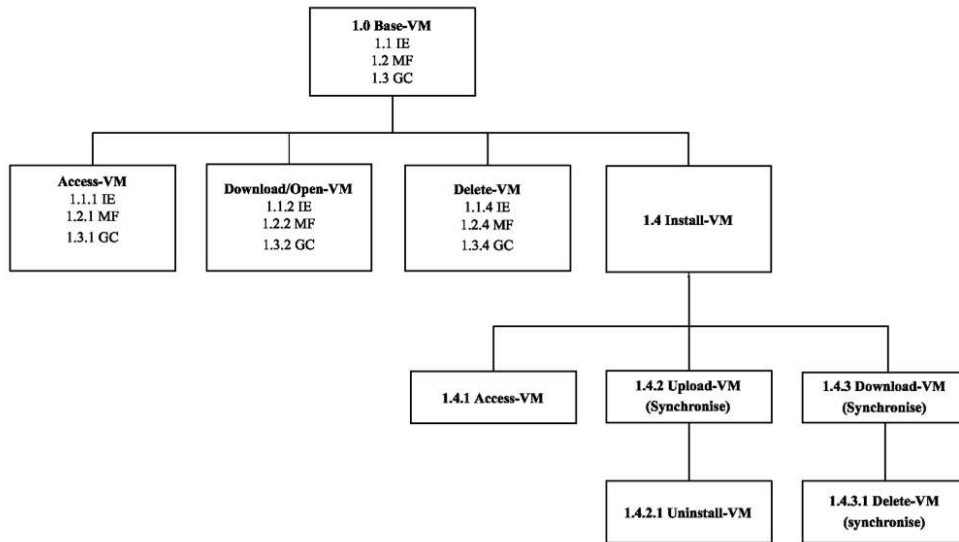 1.0 Base-VM
1.1 IE
1.2 MF
1.3 GC
Access-VM
1.1.1 IE
1.2.1 MF
1.3.1 GC
Download/Open-VM
1.1.2 IE
1.2.2 MF
1.3.2 GC
Delete-VM
1.1.4 IE
1.2.4 MF
1.3.4 GC
1.4 Install-VM
1.4.1 Access-VM
1.4.2 Upload-VM
(Synchronise)
1.4.3 Download-VM
(Synchronise)
1.4.2.1 Uninstall-VM
1.4.3.1 Delete-VM
(synchronise)